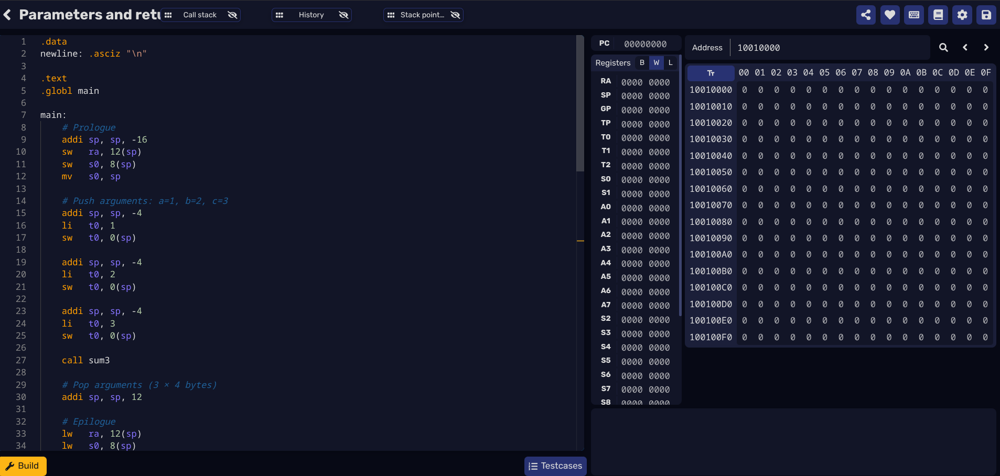 Parameters and retu
Call stack
History
Stack point…
1 .data
2 newline: .asciz "\n"
3
4 .text
5 .globl main
6
7 main:
8 # Prologue
9 addi sp, sp, -16
10 sw ra, 12(sp)
11 sw s0, 8(sp)
12 mv s0, sp
13
14 # Push arguments: a=1, b=2, c=3
15 addi sp, sp, -4
16 li t0, 1
17 sw t0, 0(sp)
18
19 addi sp, sp, -4
20 li t0, 2
21 sw t0, 0(sp)
22
23 addi sp, sp, -4
24 li t0, 3
25 sw t0, 0(sp)
26
27 call sum3
28
29 # Pop arguments (3 × 4 bytes)
30 addi sp, sp, 12
31
32 # Epilogue
33 lw ra, 12(sp)
34 lw s0, 8(sp)
Build
Testcases
PC 00000000
Registers B W L
RA 0000 0000
SP 0000 0000
GP 0000 0000
TP 0000 0000
T0 0000 0000
T1 0000 0000
T2 0000 0000
S0 0000 0000
S1 0000 0000
A0 0000 0000
A1 0000 0000
A2 0000 0000
A3 0000 0000
A4 0000 0000
A5 0000 0000
A6 0000 0000
A7 0000 0000
S2 0000 0000
S3 0000 0000
S4 0000 0000
S5 0000 0000
S6 0000 0000
S7 0000 0000
S8 0000 0000
Address 10010000
Tт 00 01 02 03 04 05 06 07 08 09 0A 0B 0C 0D 0E 0F
10010000 0 0 0 0 0 0 0 0 0 0 0 0 0 0 0 0
10010010 0 0 0 0 0 0 0 0 0 0 0 0 0 0 0 0
10010020 0 0 0 0 0 0 0 0 0 0 0 0 0 0 0 0
10010030 0 0 0 0 0 0 0 0 0 0 0 0 0 0 0 0
10010040 0 0 0 0 0 0 0 0 0 0 0 0 0 0 0 0
10010050 0 0 0 0 0 0 0 0 0 0 0 0 0 0 0 0
10010060 0 0 0 0 0 0 0 0 0 0 0 0 0 0 0 0
10010070 0 0 0 0 0 0 0 0 0 0 0 0 0 0 0 0
10010080 0 0 0 0 0 0 0 0 0 0 0 0 0 0 0 0
10010090 0 0 0 0 0 0 0 0 0 0 0 0 0 0 0 0
100100A0 0 0 0 0 0 0 0 0 0 0 0 0 0 0 0 0
100100B0 0 0 0 0 0 0 0 0 0 0 0 0 0 0 0 0
100100C0 0 0 0 0 0 0 0 0 0 0 0 0 0 0 0 0
100100D0 0 0 0 0 0 0 0 0 0 0 0 0 0 0 0 0
100100E0 0 0 0 0 0 0 0 0 0 0 0 0 0 0 0 0
100100F0 0 0 0 0 0 0 0 0 0 0 0 0 0 0 0 0